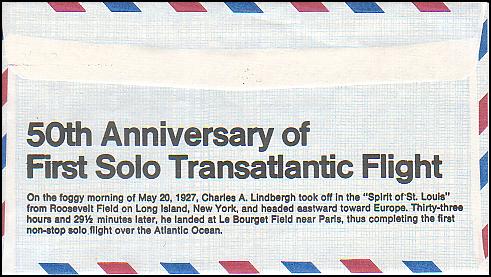 50th Anniversary of
First Solo Transatlantic Flight
On the foggy morning of May 20, 1927, Charles A. Lindbergh took off in the "Spirit of St. Louis"
from Roosevelt Field on Long Island, New York, and headed eastward toward Europe. Thirty-three
hours and 29½ minutes later, he landed at Le Bourget Field near Paris, thus completing the first
non-stop solo flight over the Atlantic Ocean.